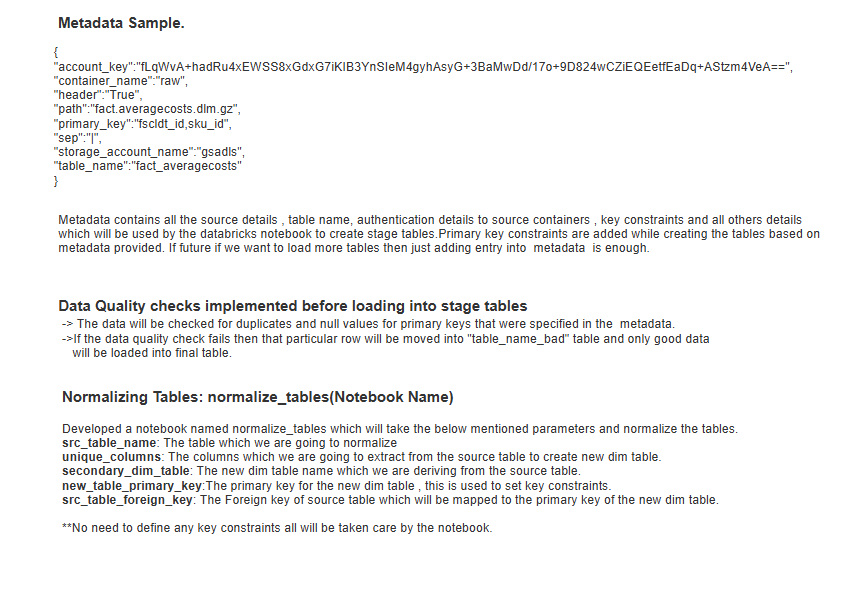 Metadata Sample.
{
"account_key":
"container_name":"raw",
"header":"True",
"path":"fact.averagecosts.dlm.gz",
"primary_key":"fscldt_id,sku_id",
"sep":"|",
"storage_account_name":"gsadls",
"table_name":"fact_averagecosts"
}
Metadata contains all the source details , table name, authentication details to source containers , key constraints and all others details
which will be used by the databricks notebook to create stage tables.Primary key constraints are added while creating the tables based on
metadata provided. If future if we want to load more tables then just adding entry into  metadata  is enough.
Data Quality checks implemented before loading into stage tables
-> The data will be checked for duplicates and null values for primary keys that were specified in the  metadata.
->If the data quality check fails then that particular row will be moved into "table_name_bad" table and only good data
will be loaded into final table.
Normalizing Tables: normalize_tables(Notebook Name)
Developed a notebook named normalize_tables which will take the below mentioned parameters and normalize the tables.
src_table_name: The table which we are going to normalize
unique_columns: The columns which we are going to extract from the source table to create new dim table.
secondary_dim_table: The new dim table name which we are deriving from the source table.
new_table_primary_key:The primary key for the new dim table , this is used to set key constraints.
src_table_foreign_key: The Foreign key of source table which will be mapped to the primary key of the new dim table.
**No need to define any key constraints all will be taken care by the notebook.